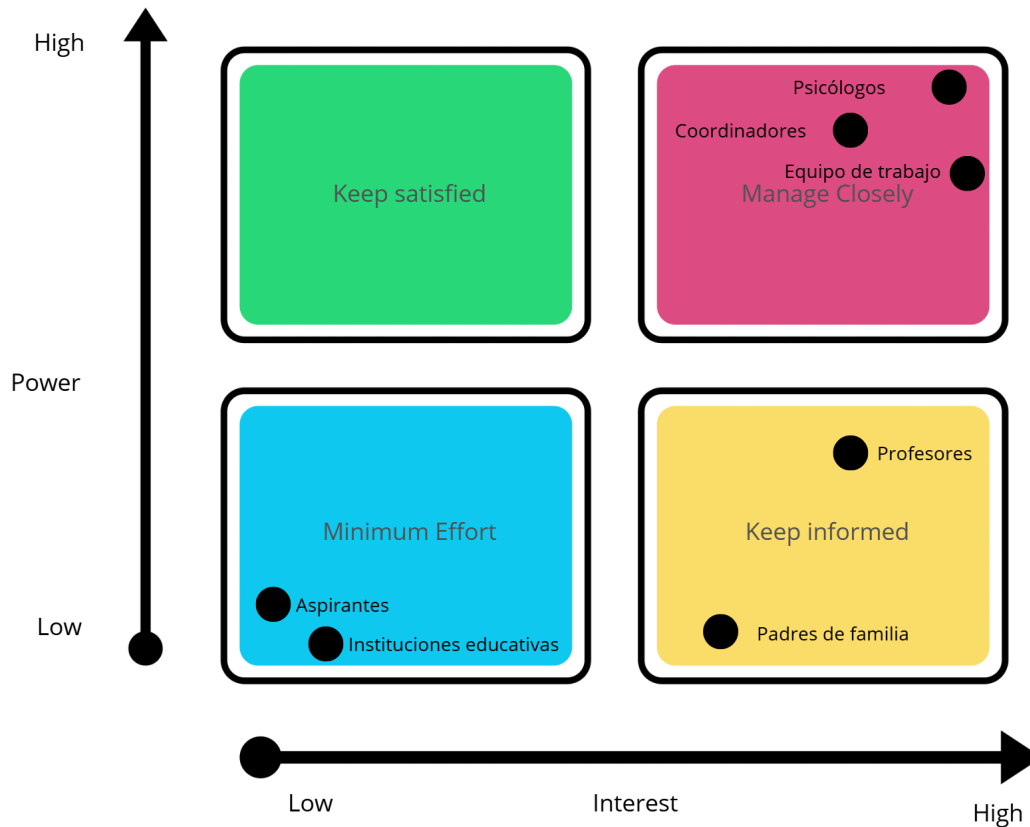 High
Psicólogos
Coordinadores
Equipo de trabajo
Keep satisfied
Manage Closely
Power
Profesores
Minimum Effort
Keep informed
Aspirantes
Low
Padres de familia
Instituciones educativas
Low
Interest
High